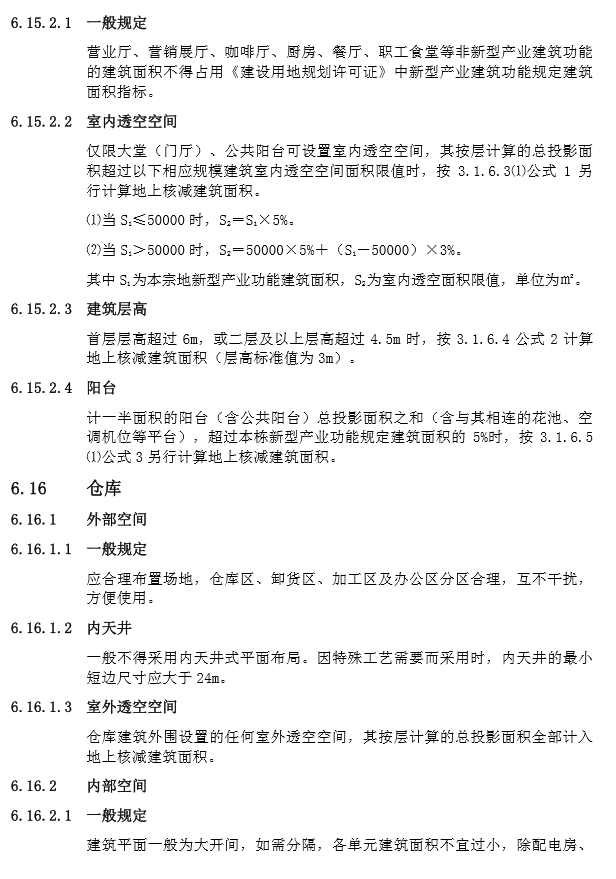 6.15.2.1 一般规定
营业厅、营销展厅、咖啡厅、厨房、餐厅、职工食堂等非新型产业建筑功能
的建筑面积不得占用《建设用地规划许可证》中新型产业建筑功能规定建筑
面积指标。
6.15.2.2 室内透空空间
仅限大堂（门厅）、公共阳台可设置室内透空空间，其按层计算的总投影面
积超过以下相应规模建筑室内透空空间面积限值时，按 3.1.6.3⑴公式 1 另
行计算地上核减建筑面积。
⑴当 S₁≤50000 时，S₂＝S₁×5%。
⑵当 S₁＞50000 时，S₂＝50000×5%＋（S₁－50000）×3%。
其中 S₁为本宗地新型产业功能建筑面积，S₂为室内透空面积限值，单位为㎡。
6.15.2.3 建筑层高
首层层高超过 6m，或二层及以上层高超过 4.5m 时，按 3.1.6.4 公式 2 计算
地上核减建筑面积（层高标准值为 3m）。
6.15.2.4 阳台
计一半面积的阳台（含公共阳台）总投影面积之和（含与其相连的花池、空
调机位等平台），超过本栋新型产业功能规定建筑面积的 5%时，按 3.1.6.5
⑴公式 3 另行计算地上核减建筑面积。
6.16 仓库
6.16.1 外部空间
6.16.1.1 一般规定
应合理布置场地，仓库区、卸货区、加工区及办公区分区合理，互不干扰，
方便使用。
6.16.1.2 内天井
一般不得采用内天井式平面布局。因特殊工艺需要而采用时，内天井的最小
短边尺寸应大于 24m。
6.16.1.3 室外透空空间
仓库建筑外围设置的任何室外透空空间，其按层计算的总投影面积全部计入
地上核减建筑面积。
6.16.2 内部空间
6.16.2.1 一般规定
建筑平面一般为大开间，如需分隔，各单元建筑面积不宜过小，除配电房、